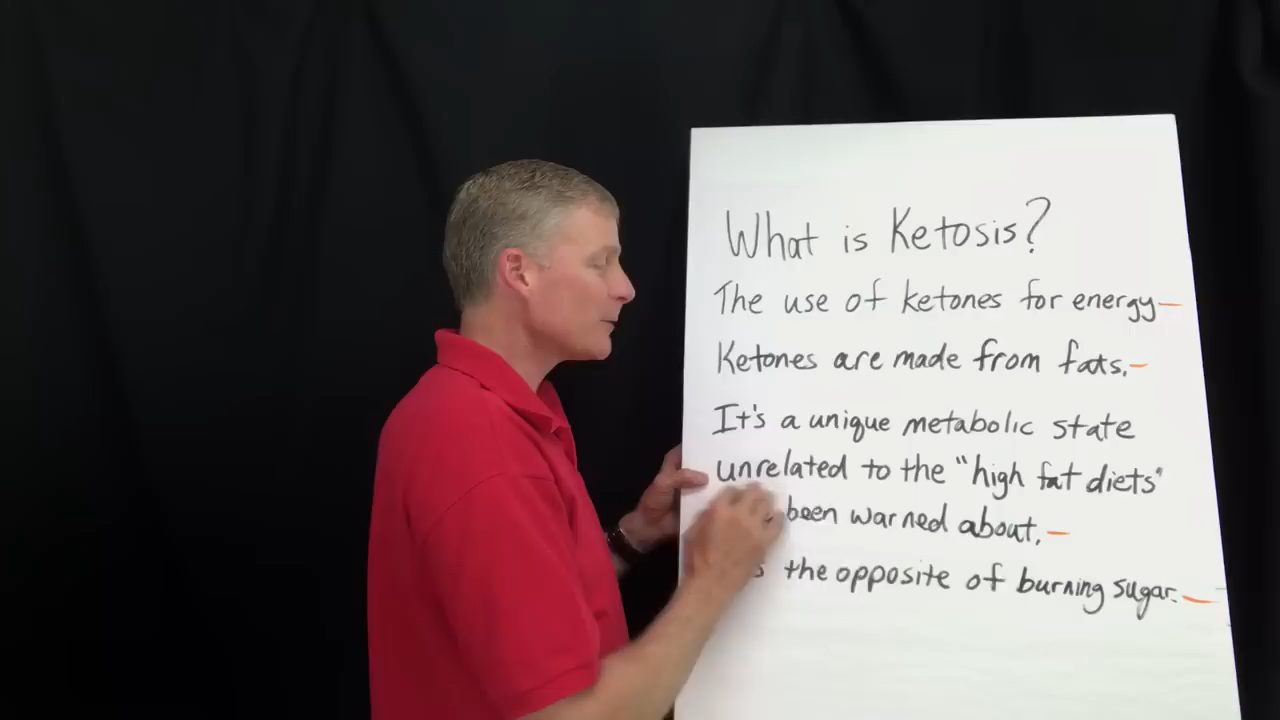 What is Ketosis?
The use of ketones for energy
Ketones are made from fats.
It's a unique metabolic state
unrelated to the "high fat diets"
been warned about.
the opposite of burning sugar.